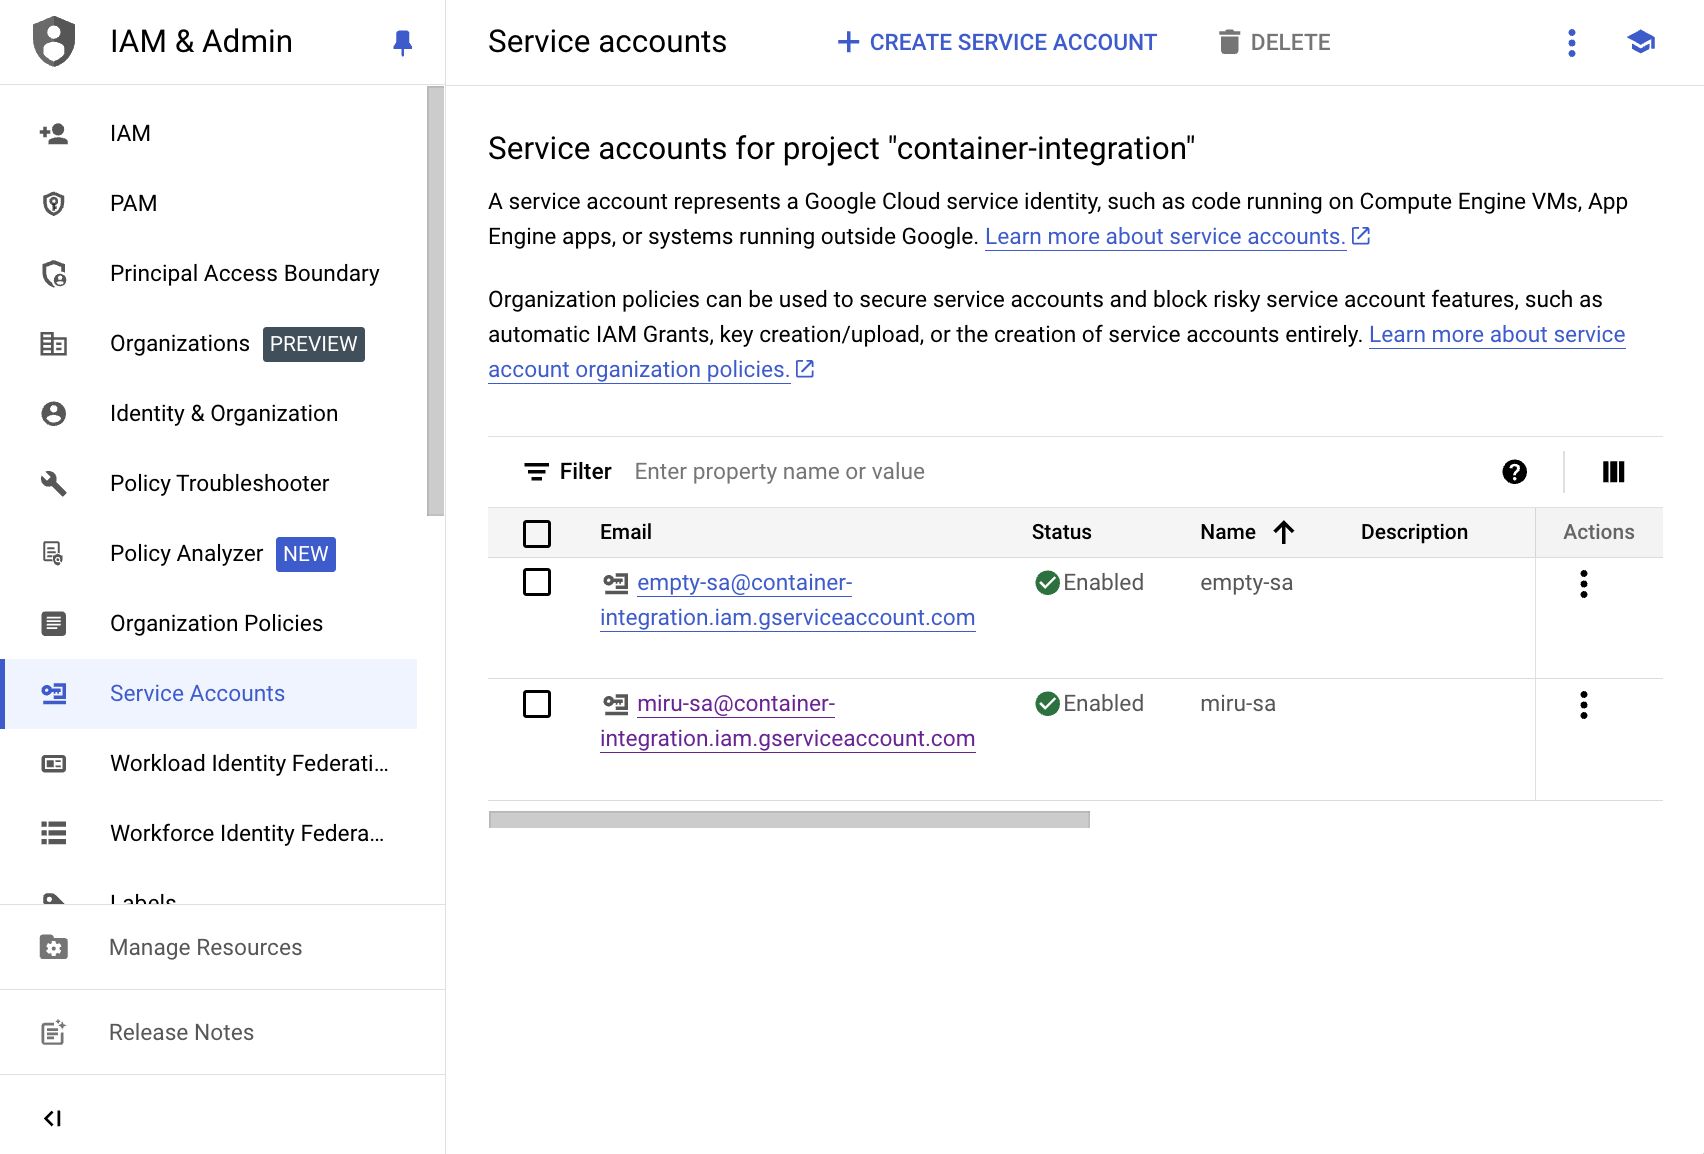 IAM & Admin
Service accounts
CREATE SERVICE ACCOUNT
DELETE
IAM
PAM
Principal Access Boundary
Organizations PREVIEW
Identity & Organization
Policy Troubleshooter
Policy Analyzer NEW
Organization Policies
Service Accounts
Workload Identity Federati...
Workforce Identity Federa...
Labels
Manage Resources
Release Notes
Service accounts for project "container-integration"
A service account represents a Google Cloud service identity, such as code running on Compute Engine VMs, App
Engine apps, or systems running outside Google. Learn more about service accounts.
Organization policies can be used to secure service accounts and block risky service account features, such as
automatic IAM Grants, key creation/upload, or the creation of service accounts entirely. Learn more about service
account organization policies.
Filter Enter property name or value
Email Status Name Description Actions
empty-sa@container- Enabled empty-sa
integration.iam.gserviceaccount.com
miru-sa@container- Enabled miru-sa
integration.iam.gserviceaccount.com